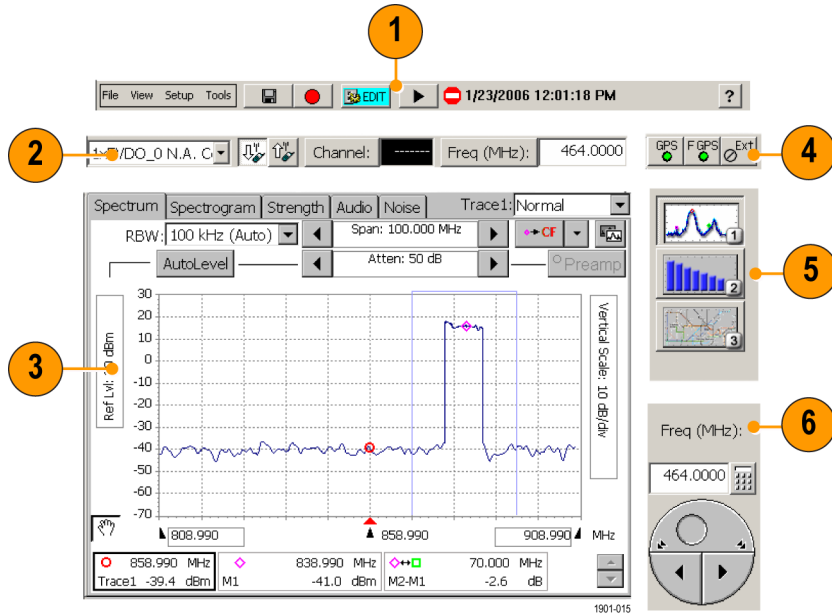 1
File View Setup Tools EDIT 1/23/2006 12:01:18 PM ?
2
DO_0 N.A. Channel: ------- Freq (MHz): 464.0000
GPS F GPS Ext
4
Spectrum Spectrogram Strength Audio Noise Trace1: Normal
RBW: 100 kHz (Auto) Span: 100.000 MHz CF
AutoLevel Atten: 50 dB Preamp
1
2
3
5
3
Ref Lvl: dBm
30
20
10
0
-10
-20
-30
-40
-50
-60
-70
Vertical Scale: 10 dB/div
808.990 858.990 908.990 MHz
858.990 MHz 838.990 MHz 70.000 MHz
Trace1 -39.4 dBm M1 -41.0 dBm M2-M1 -2.6 dB
Freq (MHz):
6
464.0000
1901-015